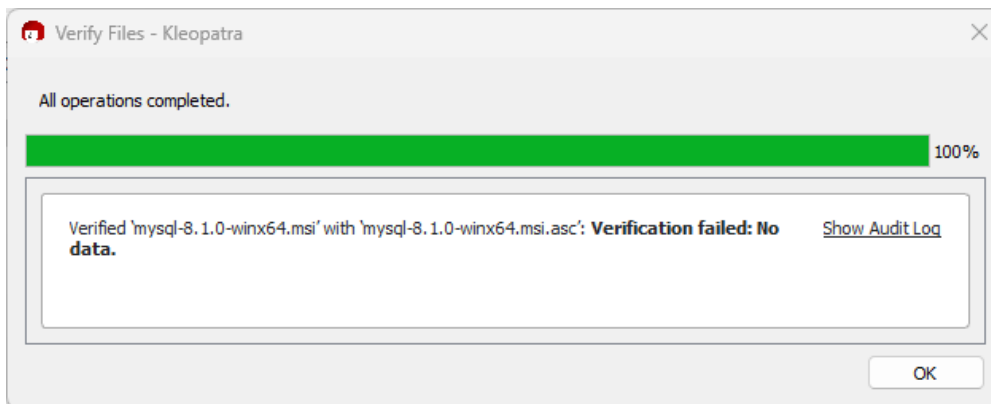 Verify Files - Kleopatra
All operations completed.
100%
Verified 'mysql-8.1.0-winx64.msi' with 'mysql-8.1.0-winx64.msi.asc': Verification failed: No
data.
Show Audit Log
OK